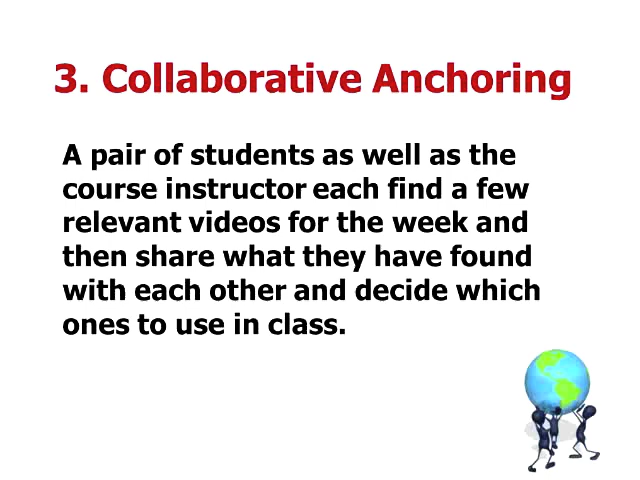 3. Collaborative Anchoring
A pair of students as well as the
course instructor each find a few
relevant videos for the week and
then share what they have found
with each other and decide which
ones to use in class.